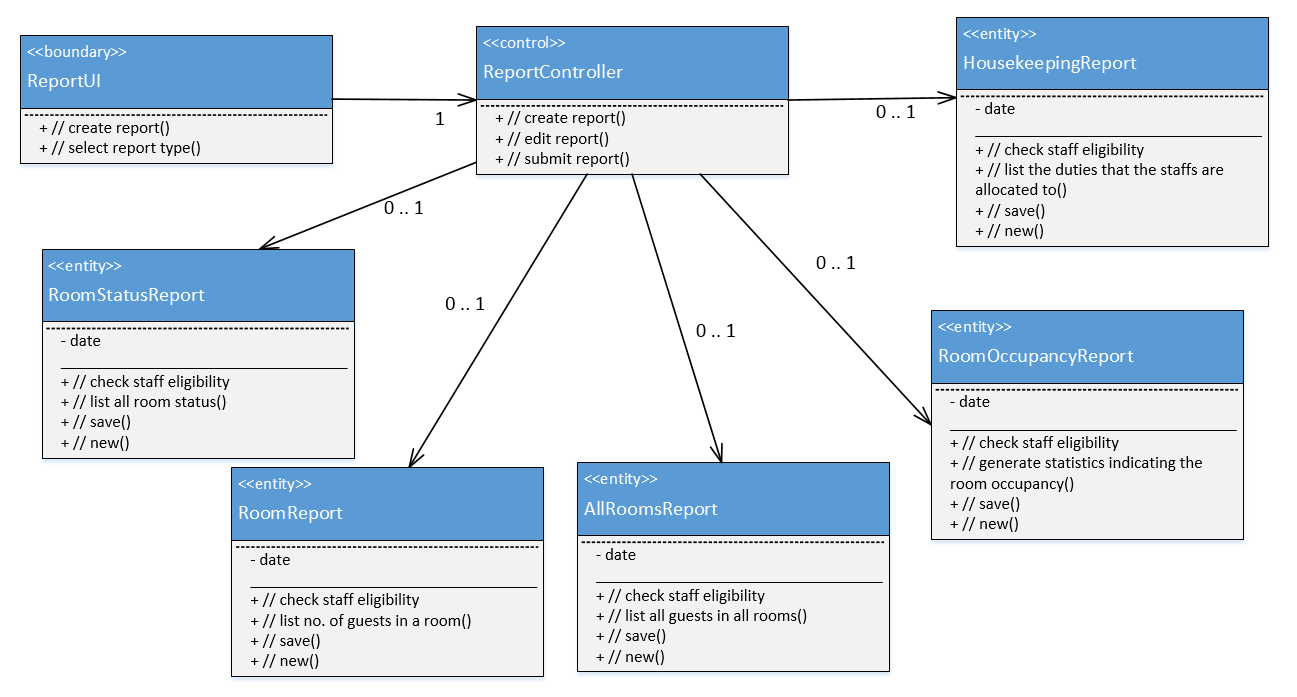 <<boundary>>
ReportUI
+ // create report()
+ // select report type()
1
<<control>>
ReportController
+ // create report()
+ // edit report()
+ // submit report()
0 .. 1
<<entity>>
HousekeepingReport
- date
+ // check staff eligibility
+ // list the duties that the staffs are
allocated to()
+ // save()
+ // new()
0 .. 1
<<entity>>
RoomStatusReport
- date
+ // check staff eligibility
+ // list all room status()
+ // save()
+ // new()
0 .. 1
<<entity>>
RoomReport
- date
+ // check staff eligibility
+ // list no. of guests in a room()
+ // save()
+ // new()
0 .. 1
<<entity>>
AllRoomsReport
- date
+ // check staff eligibility
+ // list all guests in all rooms()
+ // save()
+ // new()
0 .. 1
<<entity>>
RoomOccupancyReport
- date
+ // check staff eligibility
+ // generate statistics indicating the
room occupancy()
+ // save()
+ // new()